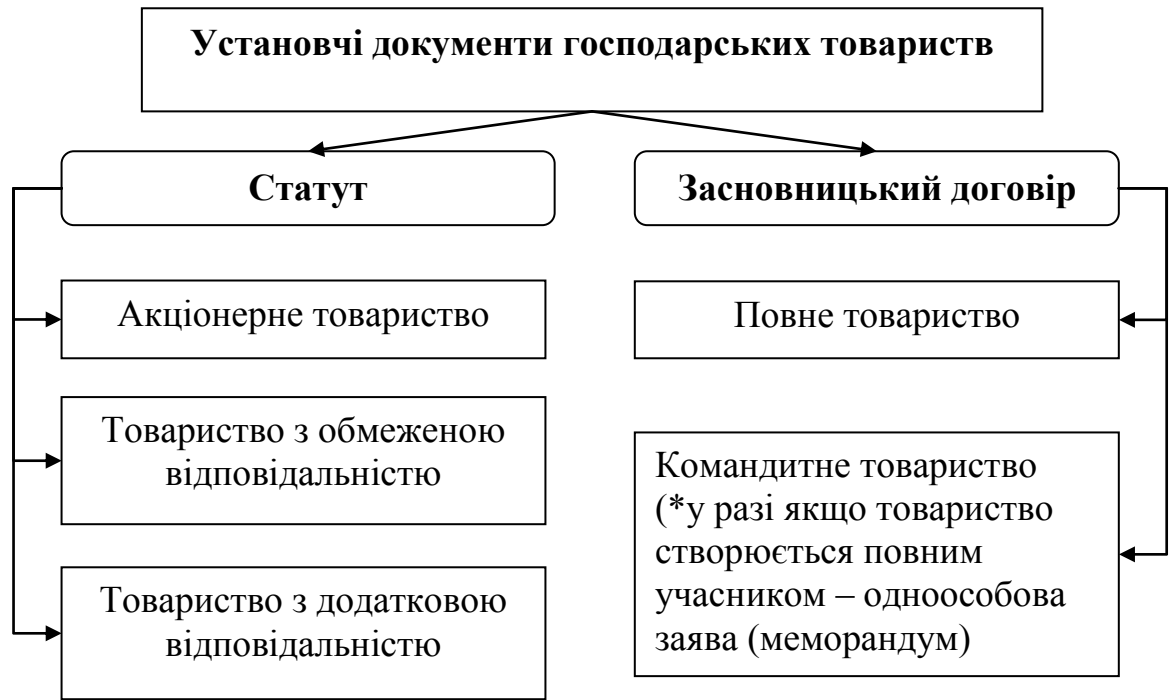 Установчі документи господарських товариств
Статут
Засновницький договір
Акціонерне товариство
Повне товариство
Товариство з обмеженою
відповідальністю
Командитне товариство
(*у разі якщо товариство
створюється повним
учасником – одноособова
заява (меморандум)
Товариство з додатковою
відповідальністю